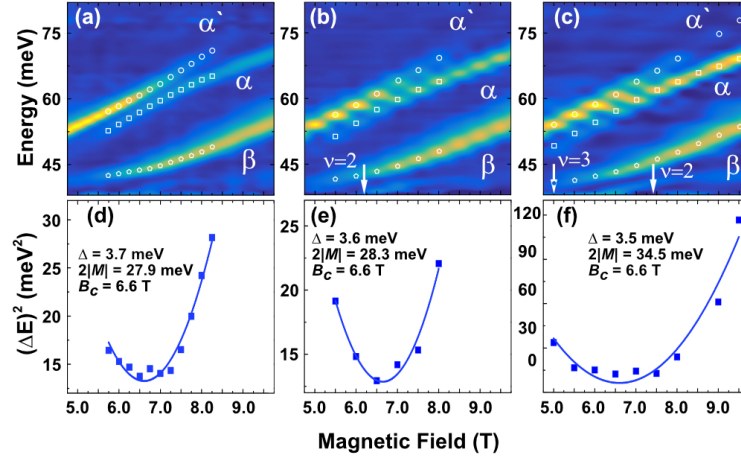 (a)
α`
α
β
75
60
45
Energy (meV)
(b)
α`
α
β
ν=2
75
60
45
(c)
α`
α
β
ν=3
ν=2
75
60
45
(d)
Δ = 3.7 meV
2|M| = 27.9 meV
Bc = 6.6 T
30
25
20
15
(ΔE)² (meV²)
5.0 6.0 7.0 8.0 9.0
(e)
Δ = 3.6 meV
2|M| = 28.3 meV
Bc = 6.6 T
25
20
15
5.0 6.0 7.0 8.0 9.0
(f)
Δ = 3.5 meV
2|M| = 34.5 meV
Bc = 6.6 T
120
90
60
30
0
5.0 6.0 7.0 8.0 9.0
Magnetic Field (T)